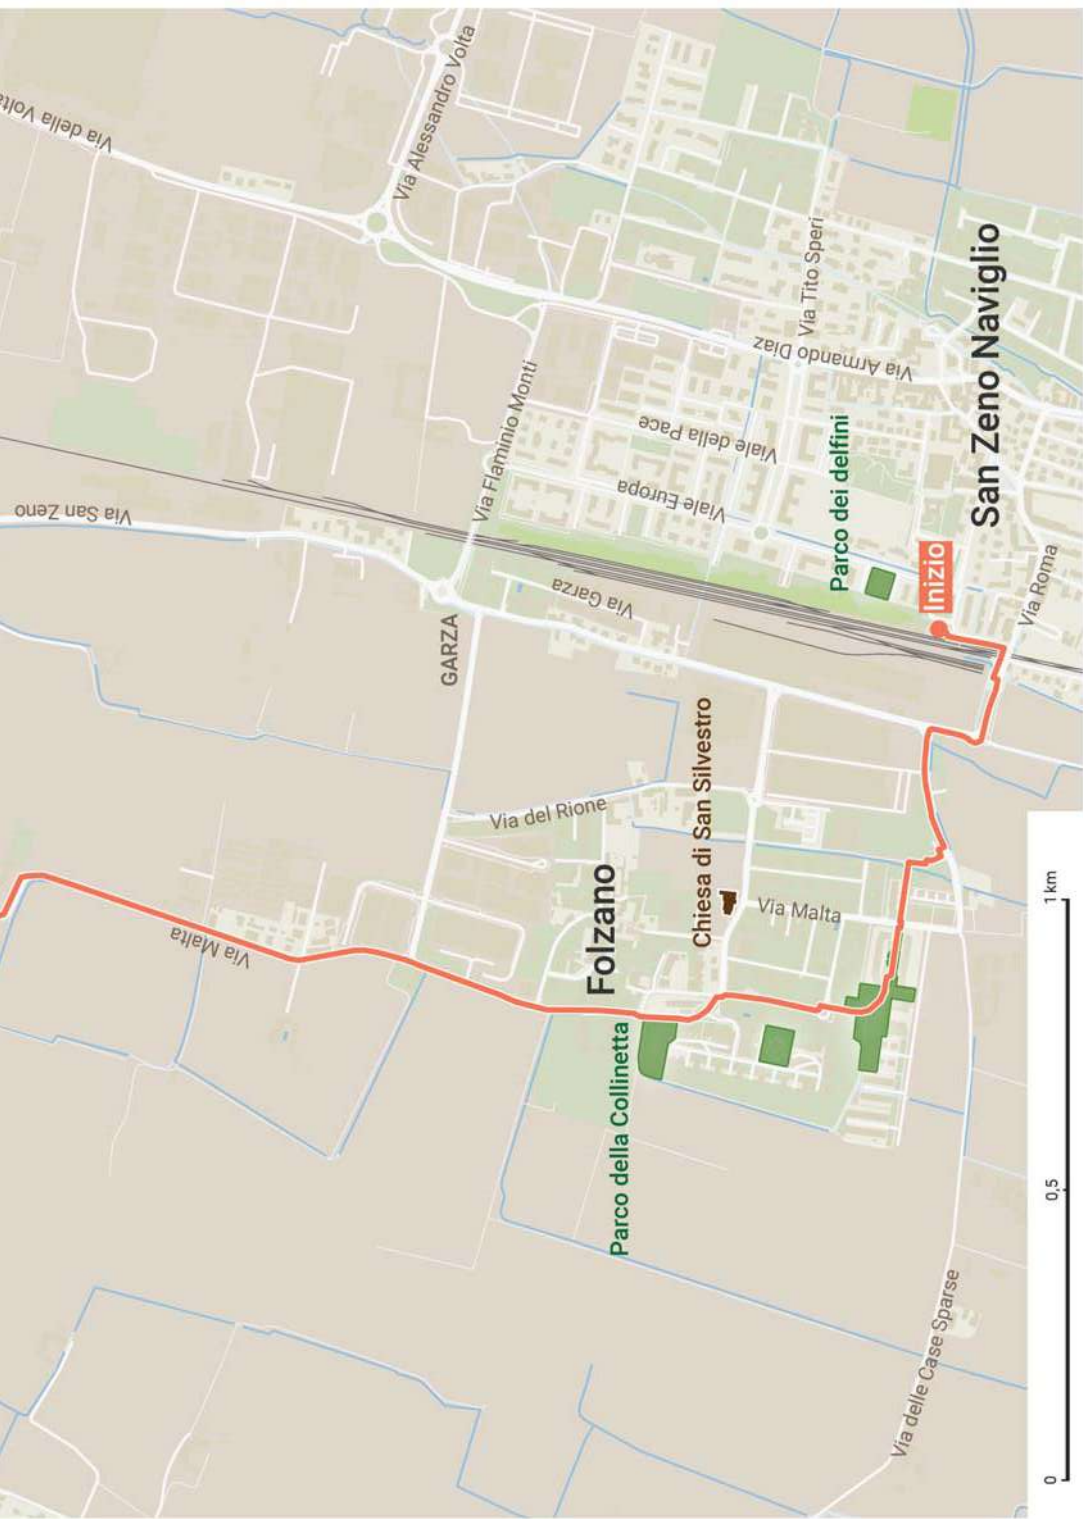 Via della Volta
Via Alessandro Volta
Via San Zeno
Via Flaminio Monti
GARZA
Via Garza
Viale Europa
Viale della Pace
Via Armando Diaz
Via Tito Speri
Parco dei delfini
San Zeno Naviglio
Inizio
Via Roma
Via Malta
Via del Rione
Folzano
Chiesa di San Silvestro
Via Malta
Parco della Collinetta
Via delle Case Sparse
0
0,5
1 km